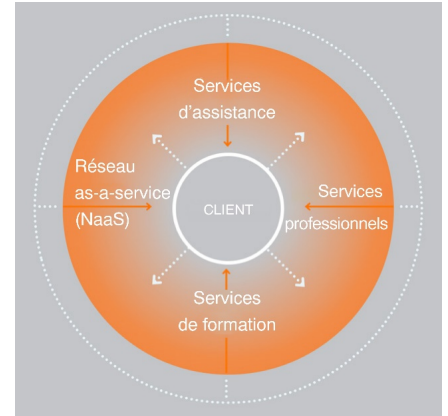 Services
d'assistance
Réseau
as-a-service
(NaaS)
CLIENT
Services
professionnels
Services
de formation